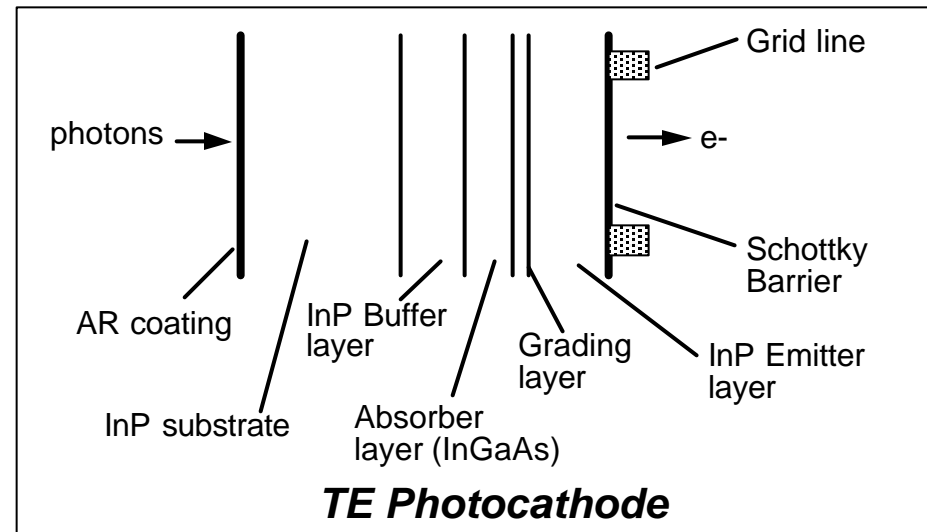 Grid line
photons
e-
Schottky
Barrier
AR coating
InP Buffer
layer
Grading
layer
InP Emitter
layer
InP substrate
Absorber
layer (InGaAs)
TE Photocathode